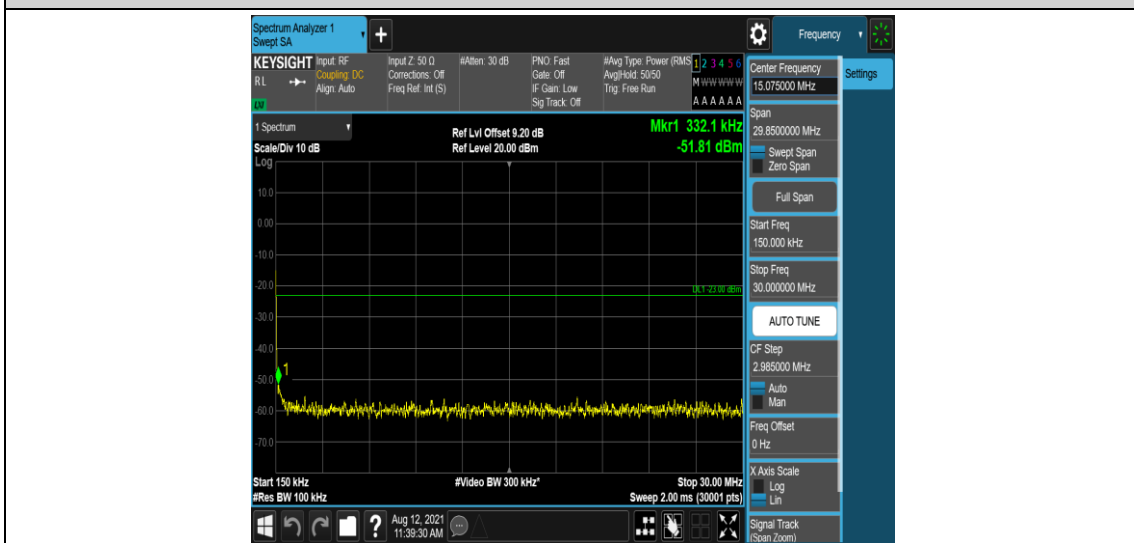 Spectrum Analyzer 1
Swept SA
Frequency
KEYSIGHT
RL
LXI
Input: RF
Coupling: DC
Align: Auto
Input Z: 50 Ω
Corrections: Off
Freq Ref: Int (S)
#Atten: 30 dB
PNO: Fast
Gate: Off
IF Gain: Low
Sig Track: Off
#Avg Type: Power (RMS
Avg|Hold: 50/50
Trig: Free Run
1 2 3 4 5 6
M W W W W W
A A A A A A
1 Spectrum
Scale/Div 10 dB
Log
Ref Lvl Offset 9.20 dB
Ref Level 20.00 dBm
Mkr1 332.1 kHz
-51.81 dBm
10.0
0.00
-10.0
-20.0
DL1 -23.00 dBm
-30.0
-40.0
1
-50.0
-60.0
-70.0
Start 150 kHz
#Res BW 100 kHz
#Video BW 300 kHz*
Stop 30.00 MHz
Sweep 2.00 ms (30001 pts)
Center Frequency
15.075000 MHz
Settings
Span
29.8500000 MHz
Swept Span
Zero Span
Full Span
Start Freq
150.000 kHz
Stop Freq
30.000000 MHz
AUTO TUNE
CF Step
2.985000 MHz
Auto
Man
Freq Offset
0 Hz
X Axis Scale
Log
Lin
Signal Track
(Span Zoom)
?
Aug 12, 2021
11:39:30 AM